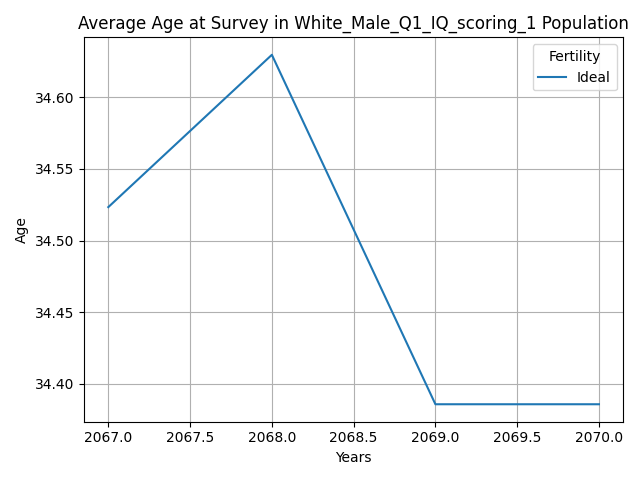 Average Age at Survey in White_Male_Q1_IQ_scoring_1 Population
Fertility
Ideal
34.60
34.55
34.50
34.45
34.40
Age
2067.0 2067.5 2068.0 2068.5 2069.0 2069.5 2070.0
Years